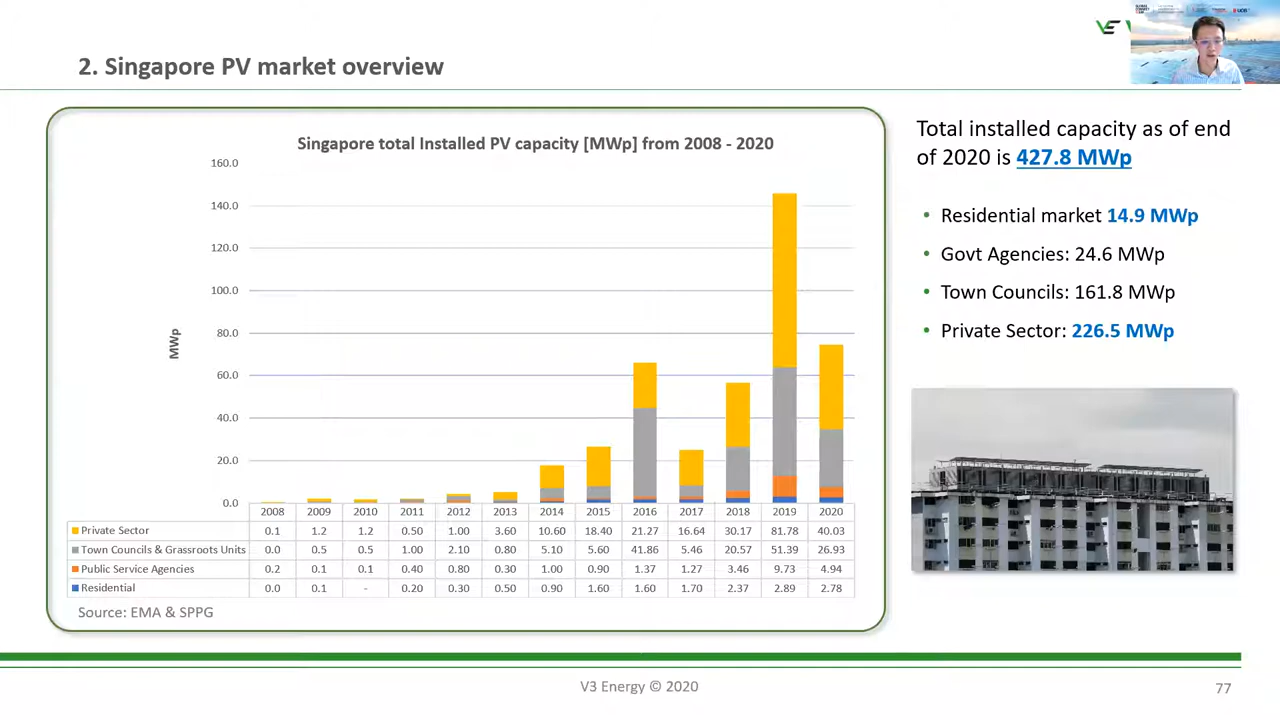 2. Singapore PV market overview
Singapore total Installed PV capacity [MWp] from 2008 - 2020
160.0
140.0
120.0
100.0
80.0
60.0
40.0
20.0
0.0
MWp
2008 2009 2010 2011 2012 2013 2014 2015 2016 2017 2018 2019 2020
Private Sector 0.1 1.2 1.2 0.50 1.00 3.60 10.60 18.40 21.27 16.64 30.17 81.78 40.03
Town Councils & Grassroots Units 0.0 0.5 0.5 1.00 2.10 0.80 5.10 5.60 41.86 5.46 20.57 51.39 26.93
Public Service Agencies 0.2 0.1 0.1 0.40 0.80 0.30 1.00 0.90 1.37 1.27 3.46 9.73 4.94
Residential 0.0 0.1 - 0.20 0.30 0.50 0.90 1.60 1.60 1.70 2.37 2.89 2.78
Source: EMA & SPPG
Total installed capacity as of end
of 2020 is 427.8 MWp
• Residential market 14.9 MWp
• Govt Agencies: 24.6 MWp
• Town Councils: 161.8 MWp
• Private Sector: 226.5 MWp
V3 Energy © 2020
77